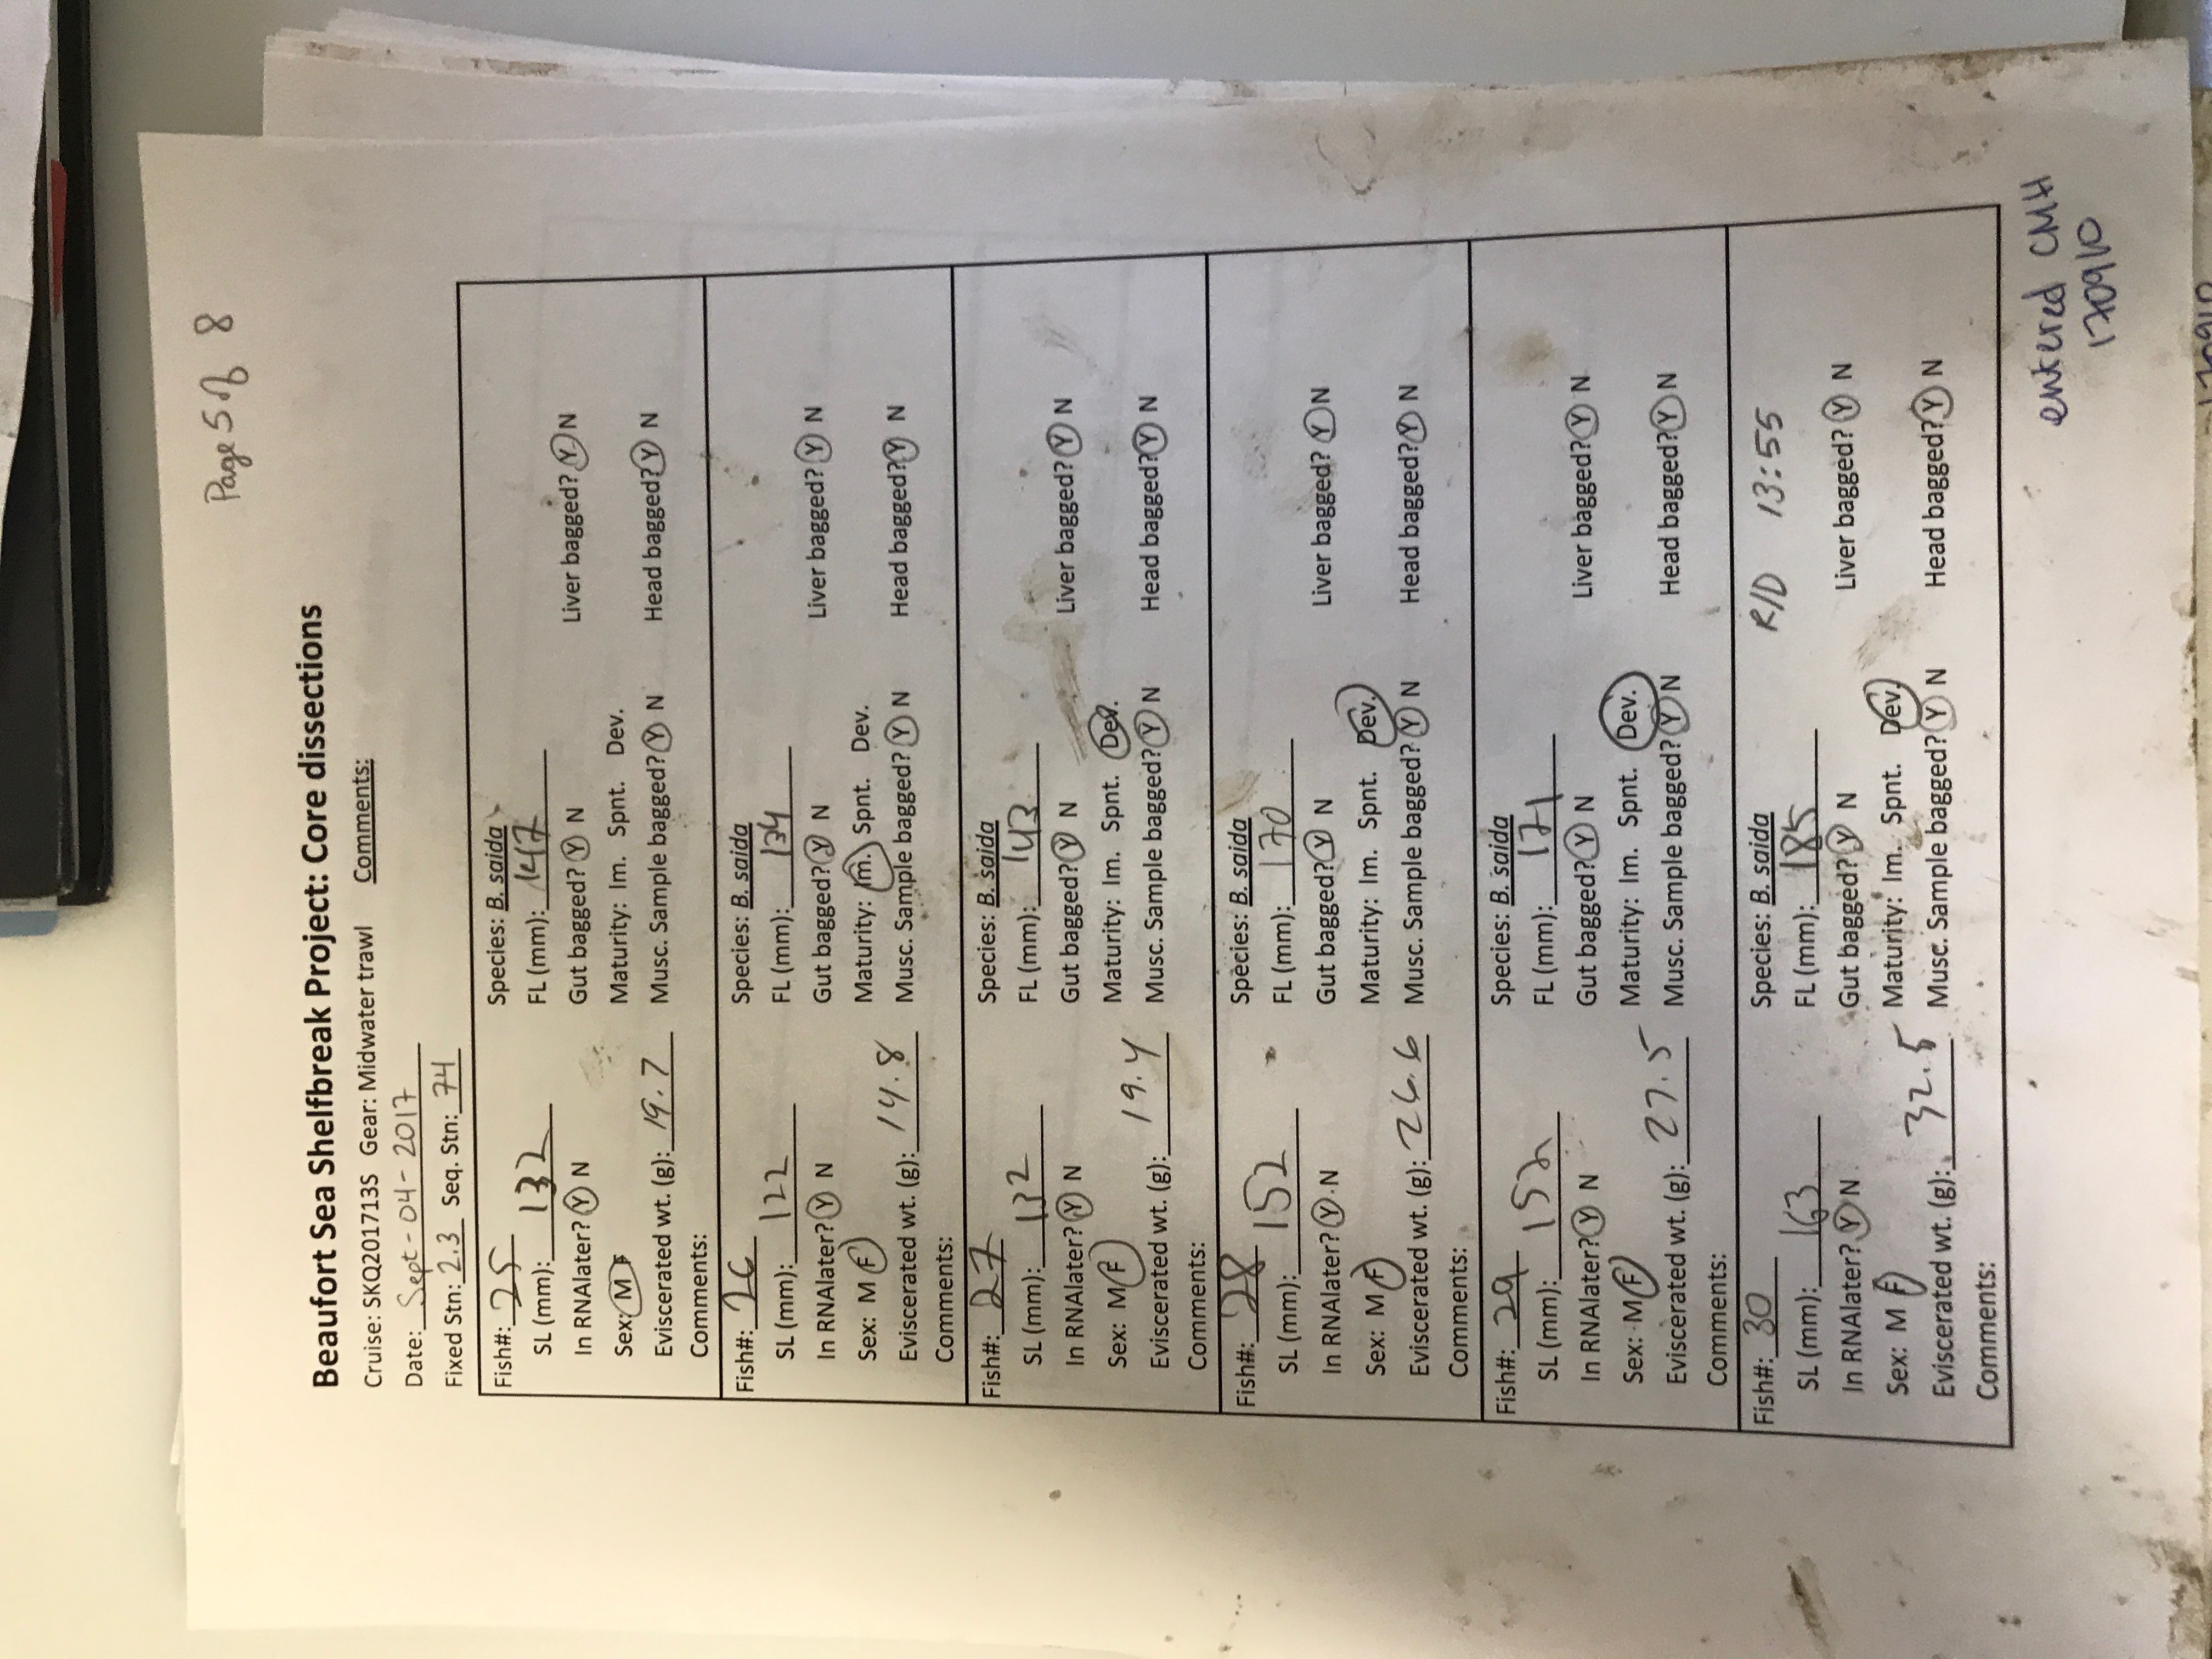 Page 5 of 8
Beaufort Sea Shelfbreak Project: Core dissections
Cruise: SKQ201713S Gear: Midwater trawl Comments:
Date: Sept-04-2017
Fixed Stn: 2.3 Seq. Stn: 74
Fish#: 25 Species: B. saida
SL (mm): 132 FL (mm): 147
In RNAlater? Y N Gut bagged? Y N Liver bagged? Y N
Sex: M F Maturity: Im. Spnt. Dev.
Eviscerated wt. (g): 19.7 Musc. Sample bagged? Y N Head bagged? Y N
Comments:
Fish#: 26 Species: B. saida
SL (mm): 122 FL (mm): 134
In RNAlater? Y N Gut bagged? Y N Liver bagged? Y N
Sex: M F Maturity: Im. Spnt. Dev.
Eviscerated wt. (g): 14.8 Musc. Sample bagged? Y N Head bagged? Y N
Comments:
Fish#: 27 Species: B. saida
SL (mm): 132 FL (mm): 143
In RNAlater? Y N Gut bagged? Y N Liver bagged? Y N
Sex: M F Maturity: Im. Spnt. Dev.
Eviscerated wt. (g): 19.4 Musc. Sample bagged? Y N Head bagged? Y N
Comments:
Fish#: 28 Species: B. saida
SL (mm): 152 FL (mm): 170
In RNAlater? Y N Gut bagged? Y N Liver bagged? Y N
Sex: M F Maturity: Im. Spnt. Dev.
Eviscerated wt. (g): 26.6 Musc. Sample bagged? Y N Head bagged? Y N
Comments:
Fish#: 29 Species: B. saida
SL (mm): 152 FL (mm): 171
In RNAlater? Y N Gut bagged? Y N Liver bagged? Y N
Sex: M F Maturity: Im. Spnt. Dev.
Eviscerated wt. (g): 27.5 Musc. Sample bagged? Y N Head bagged? Y N
Comments:
Fish#: 30 Species: B. saida R/D 13:55
SL (mm): 163 FL (mm): 185
In RNAlater? Y N Gut bagged? Y N Liver bagged? Y N
Sex: M F Maturity: Im. Spnt. Dev.
Eviscerated wt. (g): 32.5 Musc. Sample bagged? Y N Head bagged? Y N
Comments:
entered CMH
170910